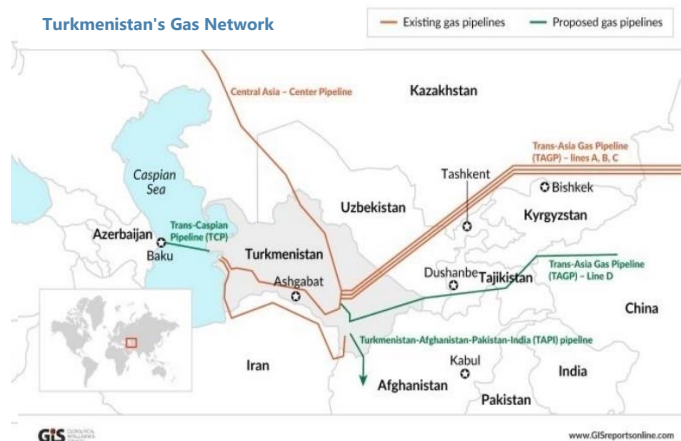 Turkmenistan's Gas Network
Existing gas pipelines
Proposed gas pipelines
Central Asia – Center Pipeline
Kazakhstan
Trans-Asia Gas Pipeline
(TAGP) – lines A, B, C
Caspian
Sea
Tashkent
Bishkek
Uzbekistan
Kyrgyzstan
Azerbaijan
Trans-Caspian
Pipeline (TCP)
Baku
Turkmenistan
Ashgabat
Dushanbe
Tajikistan
Trans-Asia Gas Pipeline
(TAGP) – Line D
China
Turkmenistan-Afghanistan-Pakistan-India (TAPI) pipeline
Iran
Kabul
India
Afghanistan
Pakistan
GIS
www.GISreportsonline.com